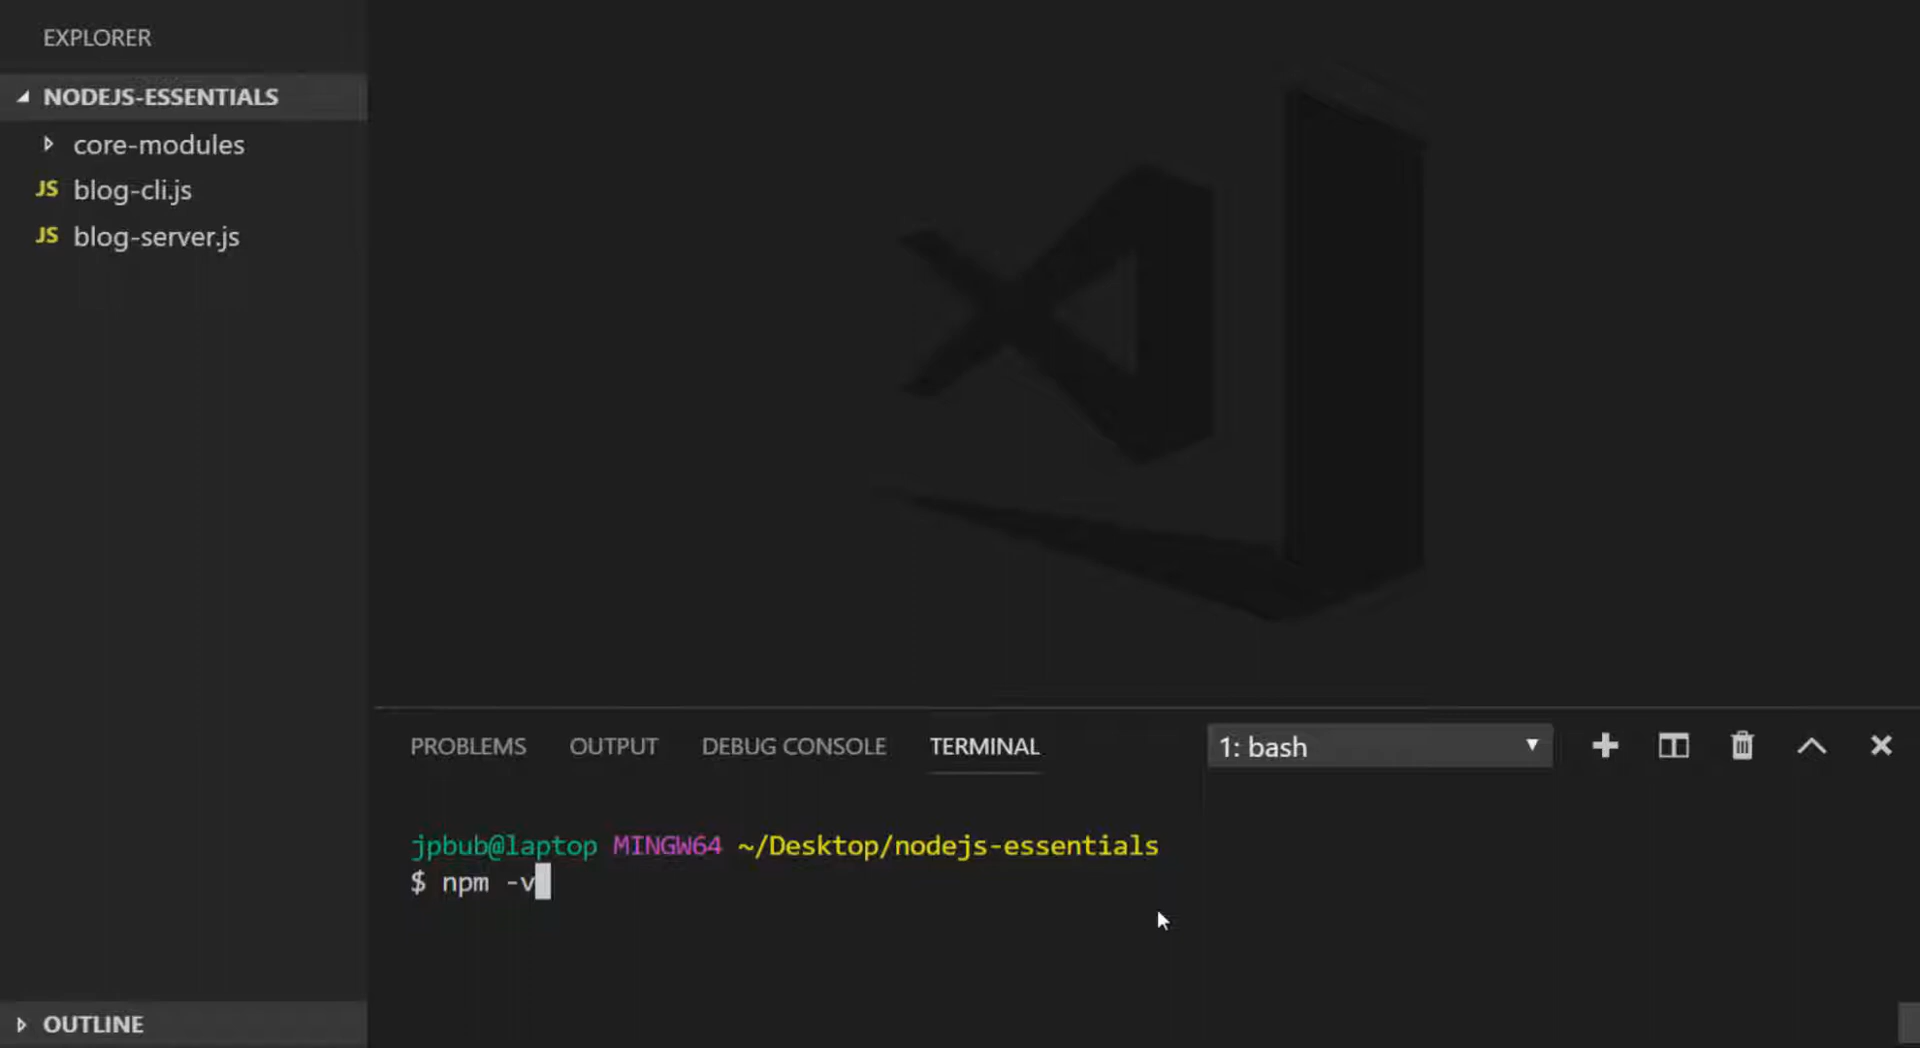 EXPLORER
NODEJS-ESSENTIALS
core-modules
JS blog-cli.js
JS blog-server.js
OUTLINE
PROBLEMS OUTPUT DEBUG CONSOLE TERMINAL 1: bash
jpbub@laptop MINGW64 ~/Desktop/nodejs-essentials
$ npm -v